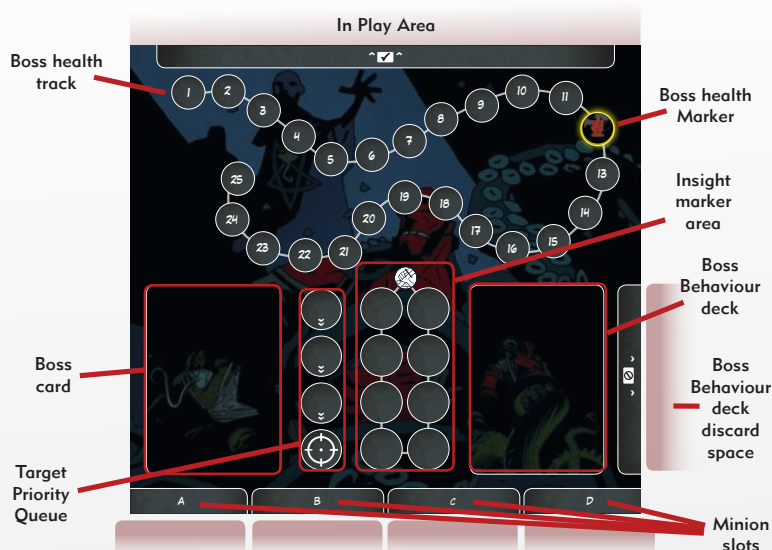 In Play Area
Boss health
track
1
2
3
4
5
6
7
8
9
10
11
Boss health
Marker
13
14
15
16
17
18
19
20
21
22
23
24
25
Insight
marker
area
Boss
Behaviour
deck
Boss
card
Boss
Behaviour
deck
discard
space
Target
Priority
Queue
A
B
C
D
Minion
slots